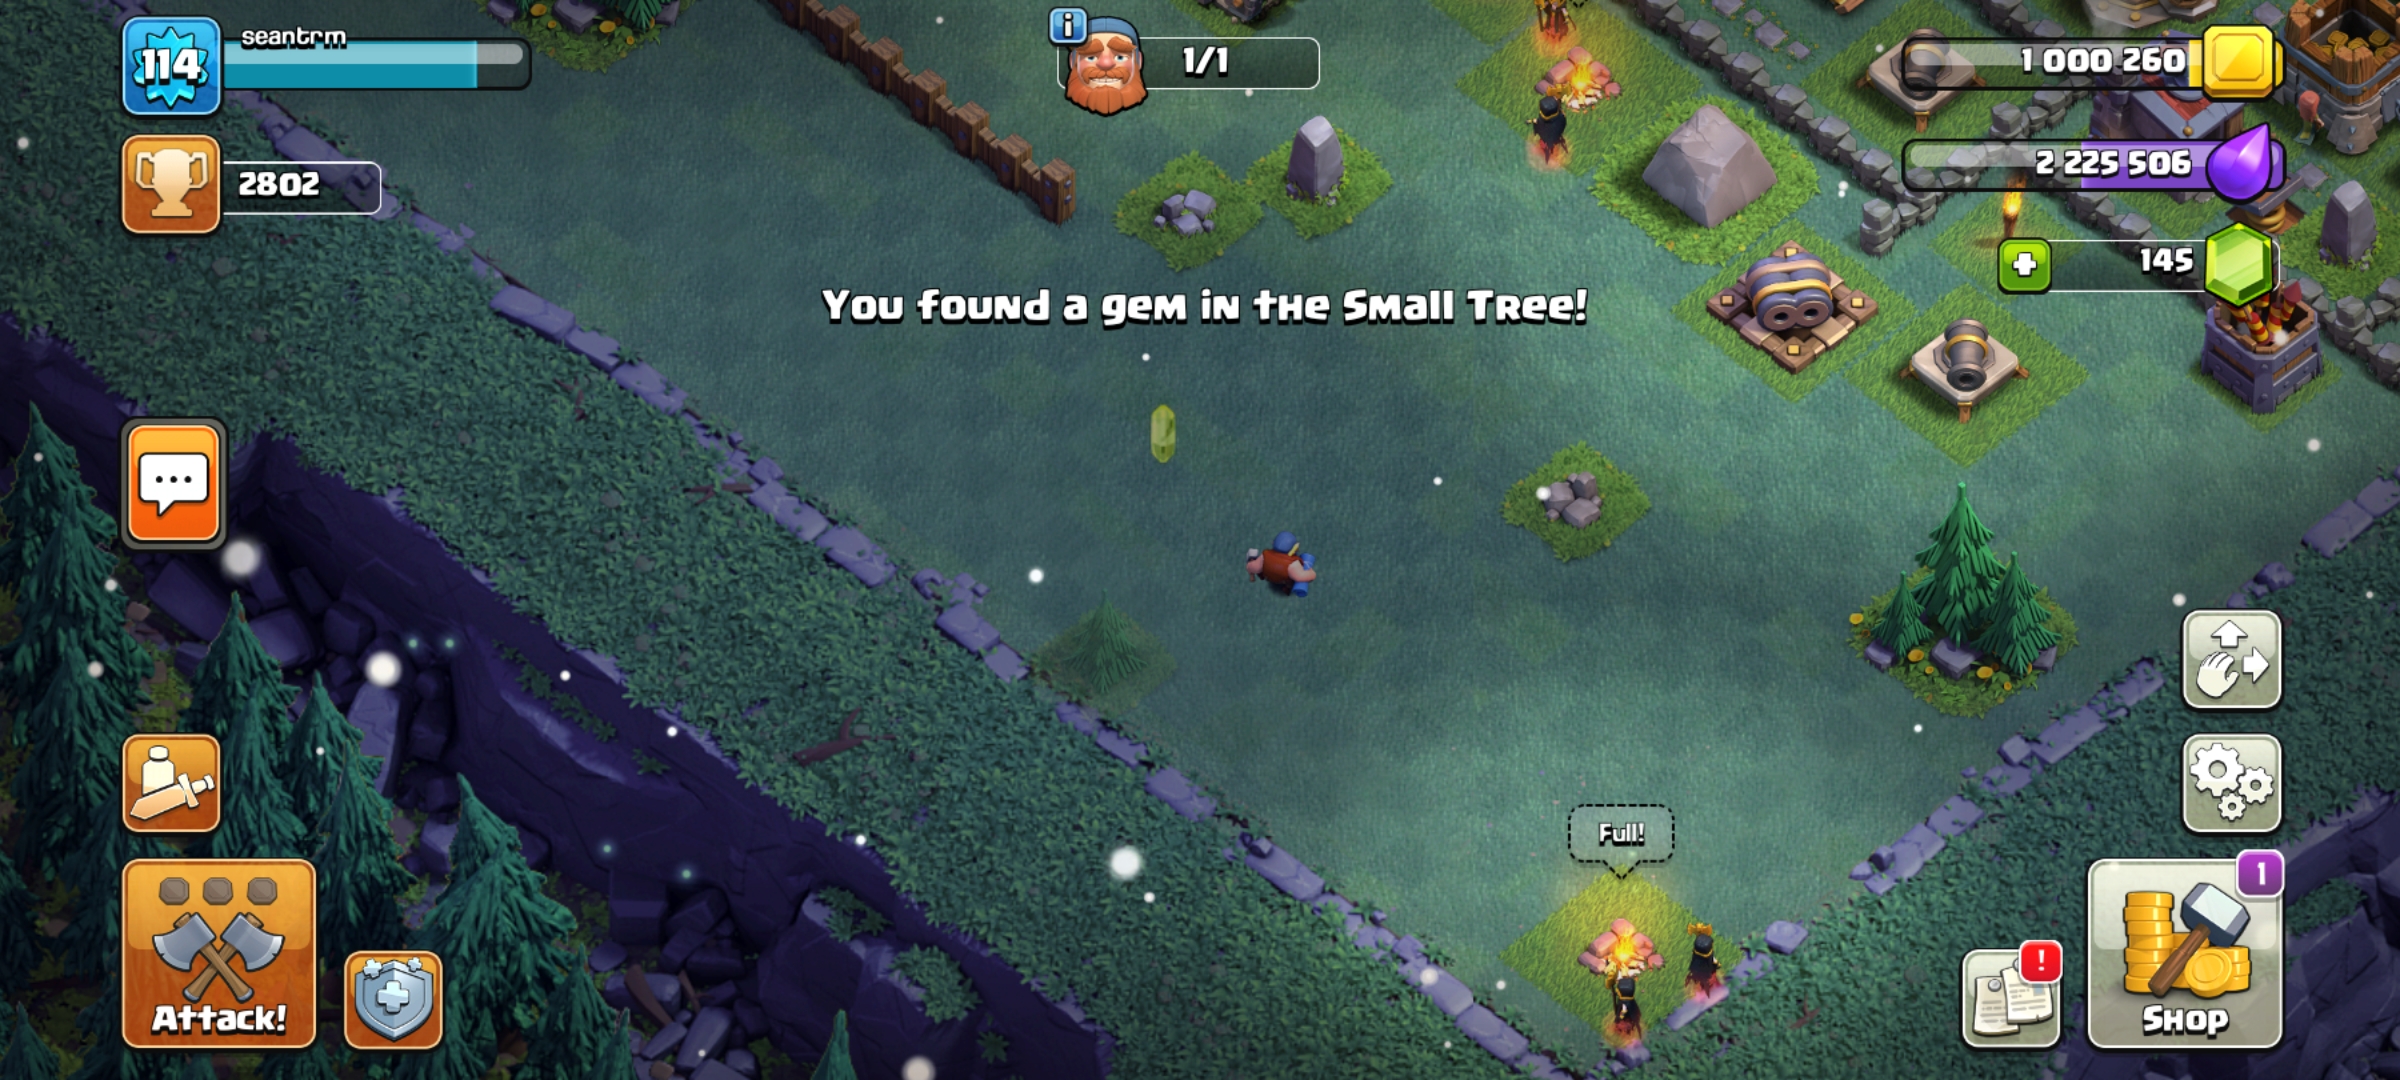 seantrm
114
1/1
1 000 260
2802
2 225 506
145
You found a gem in the Small Tree!
Full!
1
!
Attack!
Shop